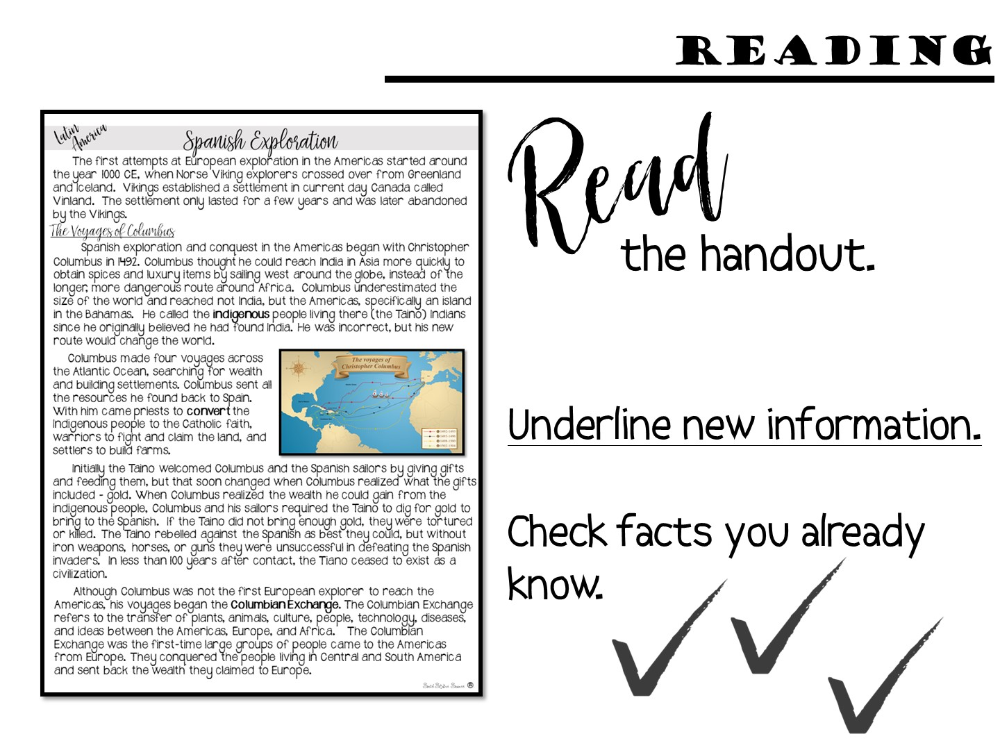 READING
Latin
America
Spanish Exploration
The first attempts at European exploration in the Americas started around
the year 1000 CE, when Norse Viking explorers crossed over from Greenland
and Iceland. Vikings established a settlement in current day Canada called
Vinland. The settlement only lasted for a few years and was later abandoned
by the Vikings.
The Voyages of Columbus
Spanish exploration and conquest in the Americas began with Christopher
Columbus in 1492. Columbus thought he could reach India in Asia more quickly to
obtain spices and luxury items by sailing west around the globe, instead of the
longer, more dangerous route around Africa. Columbus underestimated the
size of the world and reached not India, but the Americas, specifically an island
in the Bahamas. He called the indigenous people living there (the Taino) Indians
since he originally believed he had found India. He was incorrect, but his new
route would change the world.
Columbus made four voyages across
the Atlantic Ocean, searching for wealth
and building settlements. Columbus sent all
the resources he found back to Spain.
With him came priests to convert the
Indigenous people to the Catholic faith,
warriors to fight and claim the land, and
settlers to build farms.
The voyages of
Christopher Columbus
1492-1493
1493-1496
1498-1500
1502-1504
Initially the Taino welcomed Columbus and the Spanish sailors by giving gifts
and feeding them, but that soon changed when Columbus realized what the gifts
included - gold. When Columbus realized the wealth he could gain from the
indigenous people, Columbus and his sailors required the Taino to dig for gold to
bring to the Spanish. If the Taino did not bring enough gold, they were tortured
or killed. The Taino rebelled against the Spanish as best they could, but without
iron weapons, horses, or guns they were unsuccessful in defeating the Spanish
invaders. In less than 100 years after contact, the Tiano ceased to exist as a
civilization.
Although Columbus was not the first European explorer to reach the
Americas, his voyages began the Columbian Exchange. The Columbian Exchange
refers to the transfer of plants, animals, culture, people, technology, diseases,
and ideas between the Americas, Europe, and Africa. The Columbian
Exchange was the first-time large groups of people came to the Americas
from Europe. They conquered the people living in Central and South America
and sent back the wealth they claimed to Europe.
®
Read
the handout.
Underline new information.
Check facts you already
know.